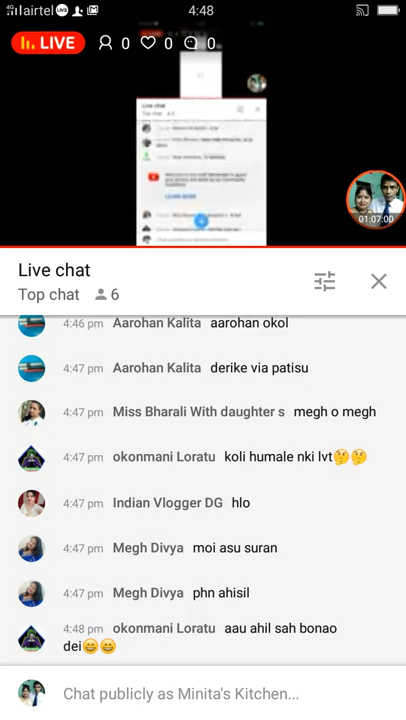 airtel LIVE 4:48
LIVE 0 0 0
Live chat
01:07:00
Live chat
Top chat 6
4:46 pm Aarohan Kalita aarohan okol
4:47 pm Aarohan Kalita derike via patisu
4:47 pm Miss Bharali With daughter s megh o megh
4:47 pm okonmani Loratu koli humale nki lvt🤔🤔
4:47 pm Indian Vlogger DG hlo
4:47 pm Megh Divya moi asu suran
4:47 pm Megh Divya phn ahisil
4:48 pm okonmani Loratu aau ahil sah bonao
dei😄😄
Chat publicly as Minita's Kitchen...